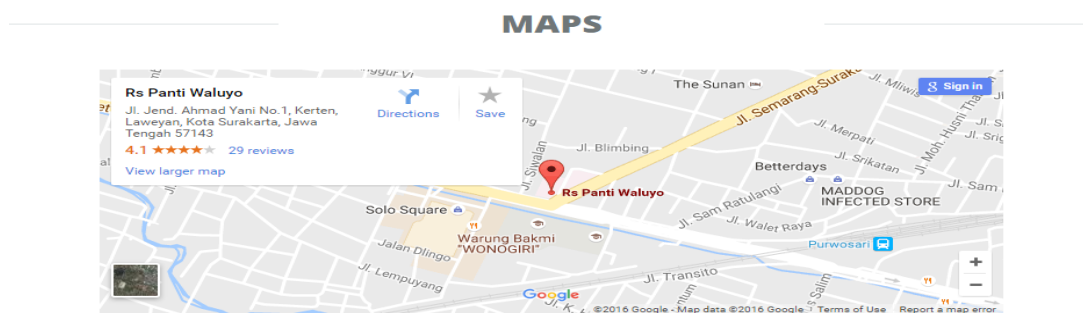 MAPS
Rs Panti Waluyo
Jl. Jend. Ahmad Yani No.1, Kerten,
Laweyan, Kota Surakarta, Jawa
Tengah 57143
4.1 ★★★★★ 29 reviews
View larger map
Directions
Save
The Sunan
Sign in
Jl. Semarang-Surak
Jl. Merpati
Jl. Blimbing
Jl. Siwalan
Jl. Srikatan
Betterdays
Rs Panti Waluyo
MADDOG
INFECTED STORE
Jl. Sam
Jl. Sam Ratulangi
Solo Square
Jl. Walet Raya
Warung Bakmi
"WONOGIRI"
Purwosari
Jalan Dlingo
Jl. Lempuyang
Jl. Transito
+
−
Google
©2016 Google - Map data ©2016 Google
Terms of Use
Report a map error